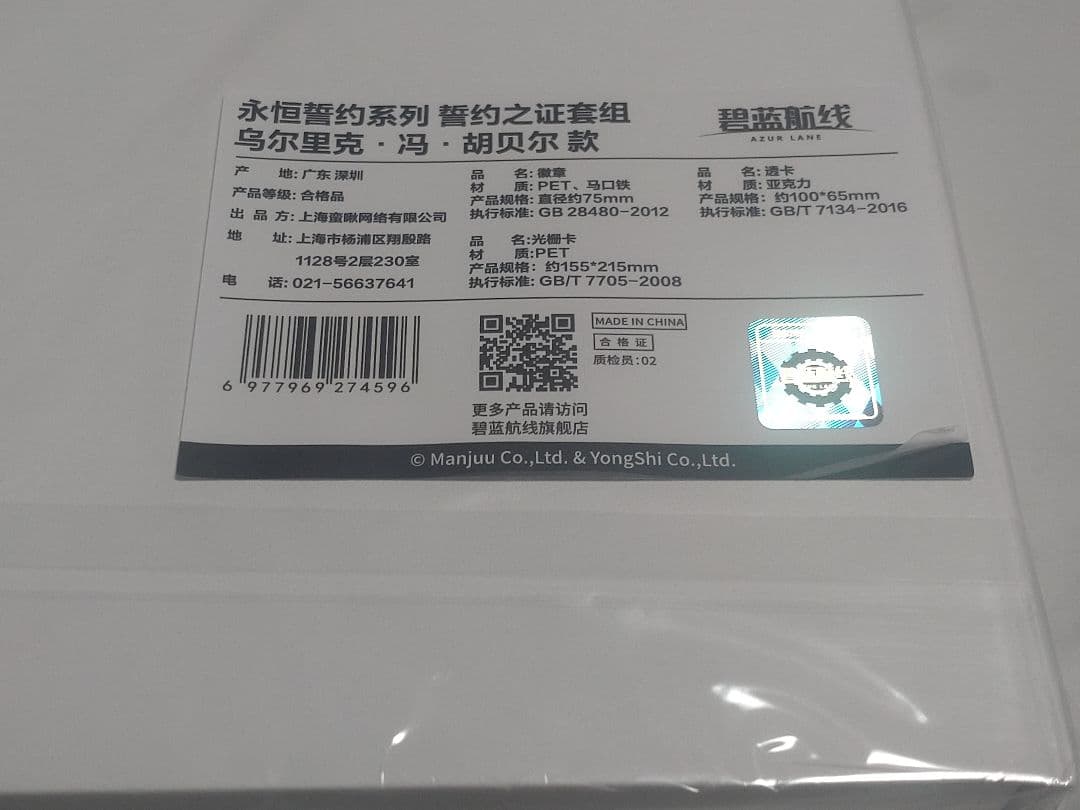 永恒誓约系列 誓约之证套组
乌尔里克·冯·胡贝尔 款
碧蓝航线
AZUR LANE
产 地: 广东 深圳
产品等级: 合格品
出 品 方: 上海蛮啾网络有限公司
地 址: 上海市杨浦区翔殷路
1128号2层230室
电 话: 021-56637641
品 名: 徽章
材 质: PET、马口铁
产品规格: 直径约75mm
执行标准: GB 28480-2012
品 名: 透卡
材 质: 亚克力
产品规格: 约100*65mm
执行标准: GB/T 7134-2016
品 名:光栅卡
材 质:PET
产品规格: 约155*215mm
执行标准: GB/T 7705-2008
6 977969 274596
更多产品请访问
碧蓝航线旗舰店
MADE IN CHINA
合 格 证
质检员: 02
© Manjuu Co.,Ltd. & YongShi Co.,Ltd.